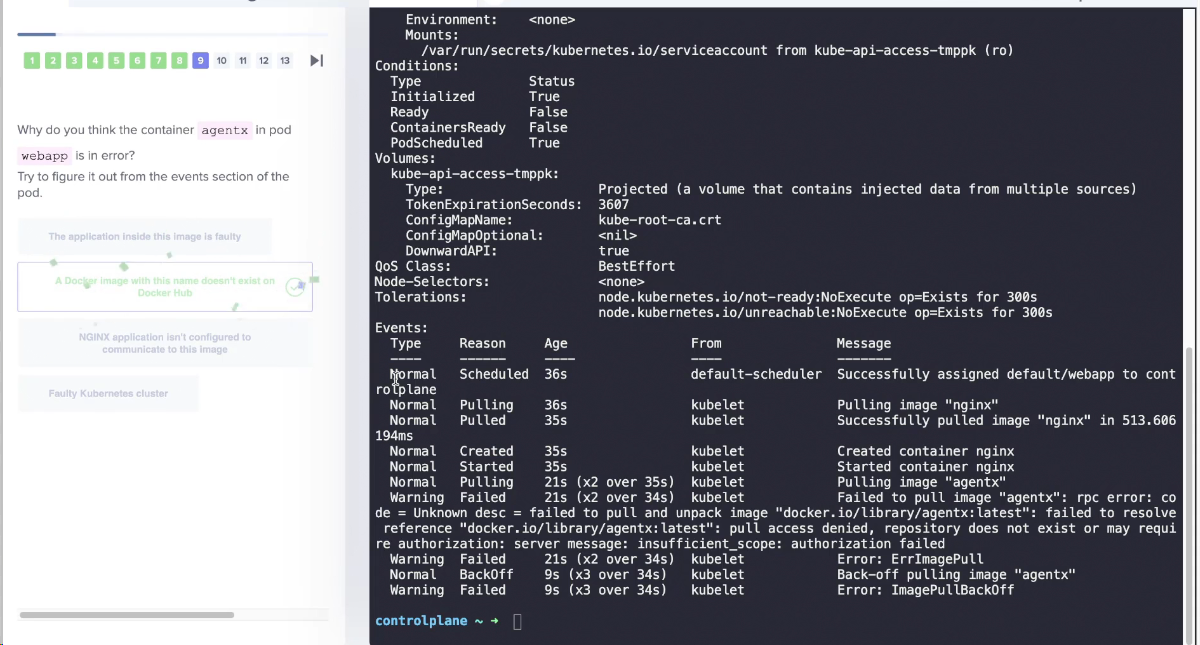 1 2 3 4 5 6 7 8 9 10 11 12 13
Why do you think the container agentx in pod
webapp is in error?
Try to figure it out from the events section of the
pod.
The application inside this image is faulty
A Docker image with this name doesn't exist on
Docker Hub
NGINX application isn't configured to
communicate to this image
Faulty Kubernetes cluster
Environment: <none>
Mounts:
/var/run/secrets/kubernetes.io/serviceaccount from kube-api-access-tmppk (ro)
Conditions:
Type Status
Initialized True
Ready False
ContainersReady False
PodScheduled True
Volumes:
kube-api-access-tmppk:
Type: Projected (a volume that contains injected data from multiple sources)
TokenExpirationSeconds: 3607
ConfigMapName: kube-root-ca.crt
ConfigMapOptional: <nil>
DownwardAPI: true
QoS Class: BestEffort
Node-Selectors: <none>
Tolerations: node.kubernetes.io/not-ready:NoExecute op=Exists for 300s
node.kubernetes.io/unreachable:NoExecute op=Exists for 300s
Events:
Type Reason Age From Message
---- ------ ---- ---- -------
Normal Scheduled 36s default-scheduler Successfully assigned default/webapp to cont
rolplane
Normal Pulling 36s kubelet Pulling image "nginx"
Normal Pulled 35s kubelet Successfully pulled image "nginx" in 513.606
194ms
Normal Created 35s kubelet Created container nginx
Normal Started 35s kubelet Started container nginx
Normal Pulling 21s (x2 over 35s) kubelet Pulling image "agentx"
Warning Failed 21s (x2 over 34s) kubelet Failed to pull image "agentx": rpc error: co
de = Unknown desc = failed to pull and unpack image "docker.io/library/agentx:latest": failed to resolve
reference "docker.io/library/agentx:latest": pull access denied, repository does not exist or may requi
re authorization: server message: insufficient_scope: authorization failed
Warning Failed 21s (x2 over 34s) kubelet Error: ErrImagePull
Normal BackOff 9s (x3 over 34s) kubelet Back-off pulling image "agentx"
Warning Failed 9s (x3 over 34s) kubelet Error: ImagePullBackOff
controlplane ~ ➜